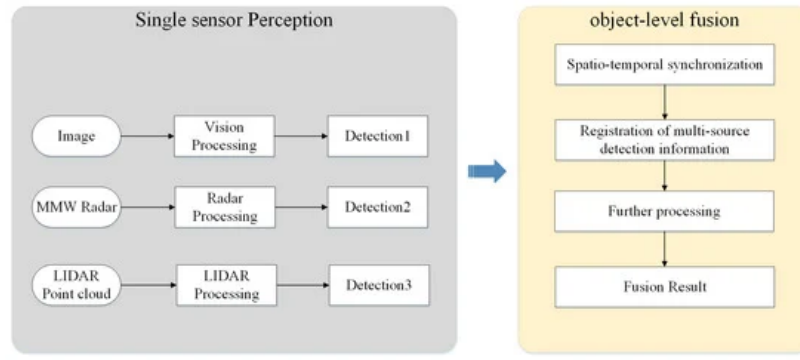 Single sensor Perception
Image
Vision
Processing
Detection1
MMW Radar
Radar
Processing
Detection2
LIDAR
Point cloud
LIDAR
Processing
Detection3
object-level fusion
Spatio-temporal synchronization
Registration of multi-source
detection information
Further processing
Fusion Result